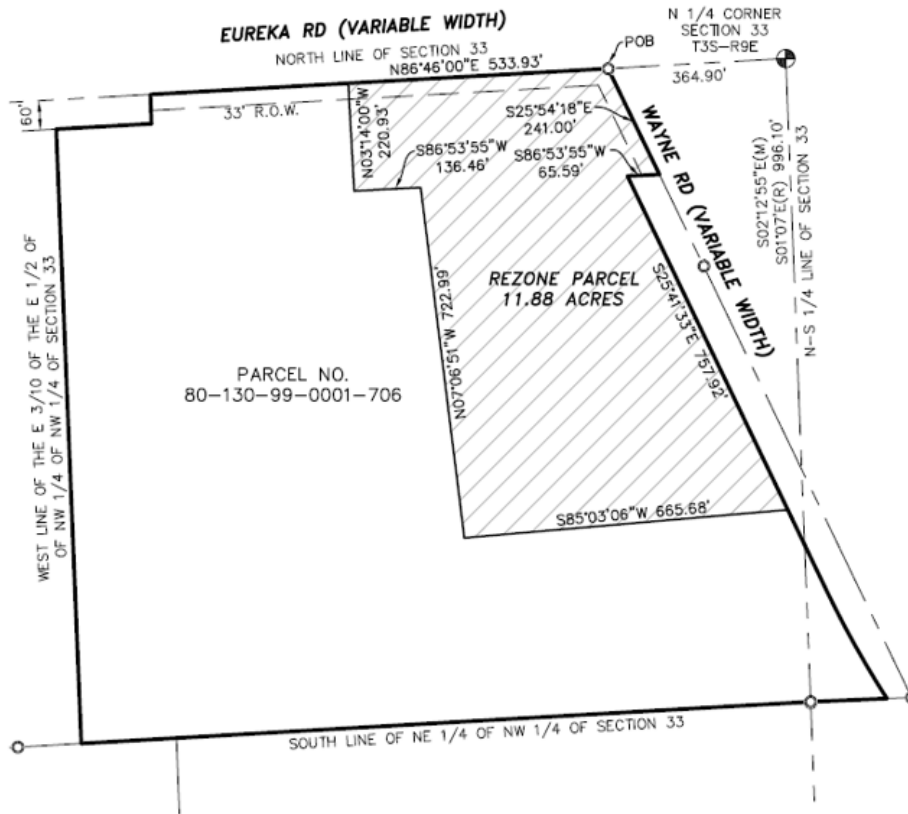 EUREKA RD (VARIABLE WIDTH)
NORTH LINE OF SECTION 33
N86°46'00"E 533.93'
POB
N 1/4 CORNER
SECTION 33
T3S-R9E
364.90'
60'
33' R.O.W.
N03°14'00"W
220.93'
S86°53'55"W
136.46'
S25°54'18"E
241.00'
S86°53'55"W
65.59'
WAYNE RD (VARIABLE WIDTH)
S02°12'55"E(M)
S01°07'E(R) 996.10'
N-S 1/4 LINE OF SECTION 33
REZONE PARCEL
11.88 ACRES
S25°41'33"E 757.92'
N07°06'51"W 722.99'
PARCEL NO.
80-130-99-0001-706
WEST LINE OF THE E 3/10 OF THE E 1/2 OF
OF NW 1/4 OF NW 1/4 OF SECTION 33
S85°03'06"W 665.68'
SOUTH LINE OF NE 1/4 OF NW 1/4 OF SECTION 33